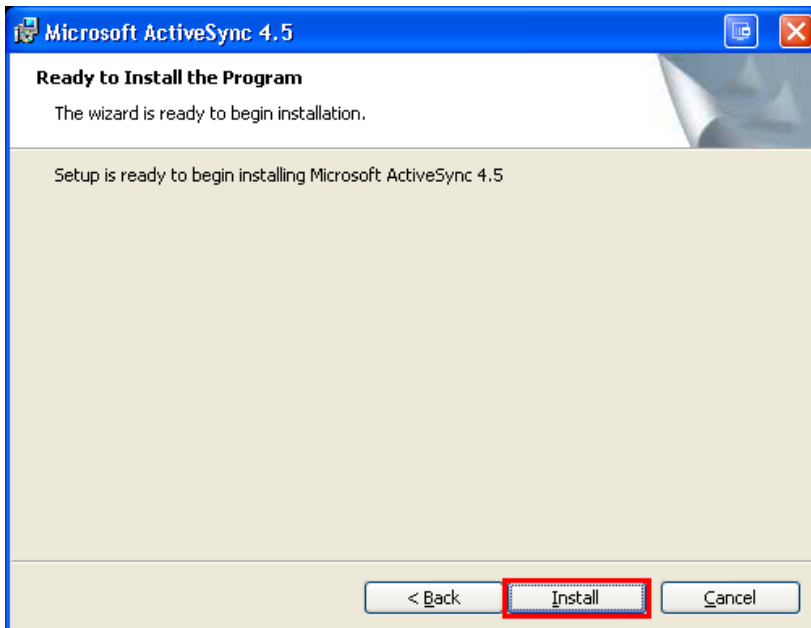 Microsoft ActiveSync 4.5
Ready to Install the Program
The wizard is ready to begin installation.
Setup is ready to begin installing Microsoft ActiveSync 4.5
< Back Install Cancel